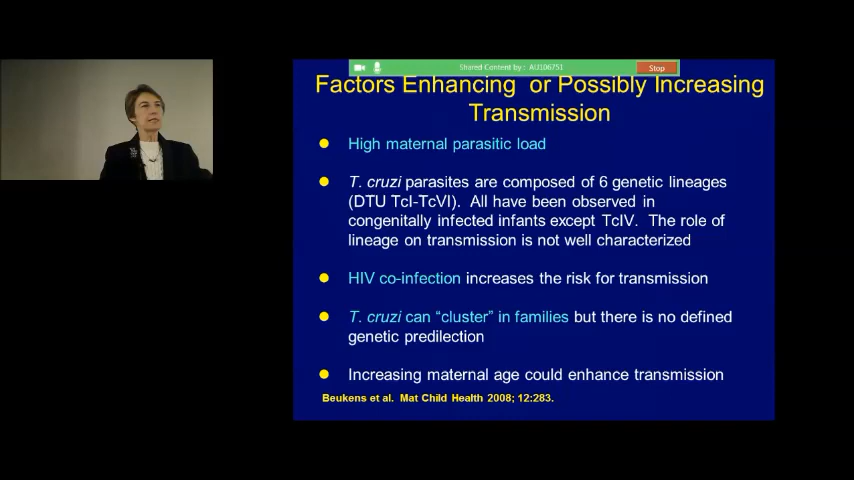 Shared Content by: AU106751
Stop
Factors Enhancing or Possibly Increasing
Transmission
High maternal parasitic load
T. cruzi parasites are composed of 6 genetic lineages
(DTU TcI-TcVI). All have been observed in
congenitally infected infants except TcIV. The role of
lineage on transmission is not well characterized
HIV co-infection increases the risk for transmission
T. cruzi can “cluster” in families but there is no defined
genetic predilection
Increasing maternal age could enhance transmission
Beukens et al. Mat Child Health 2008; 12:283.